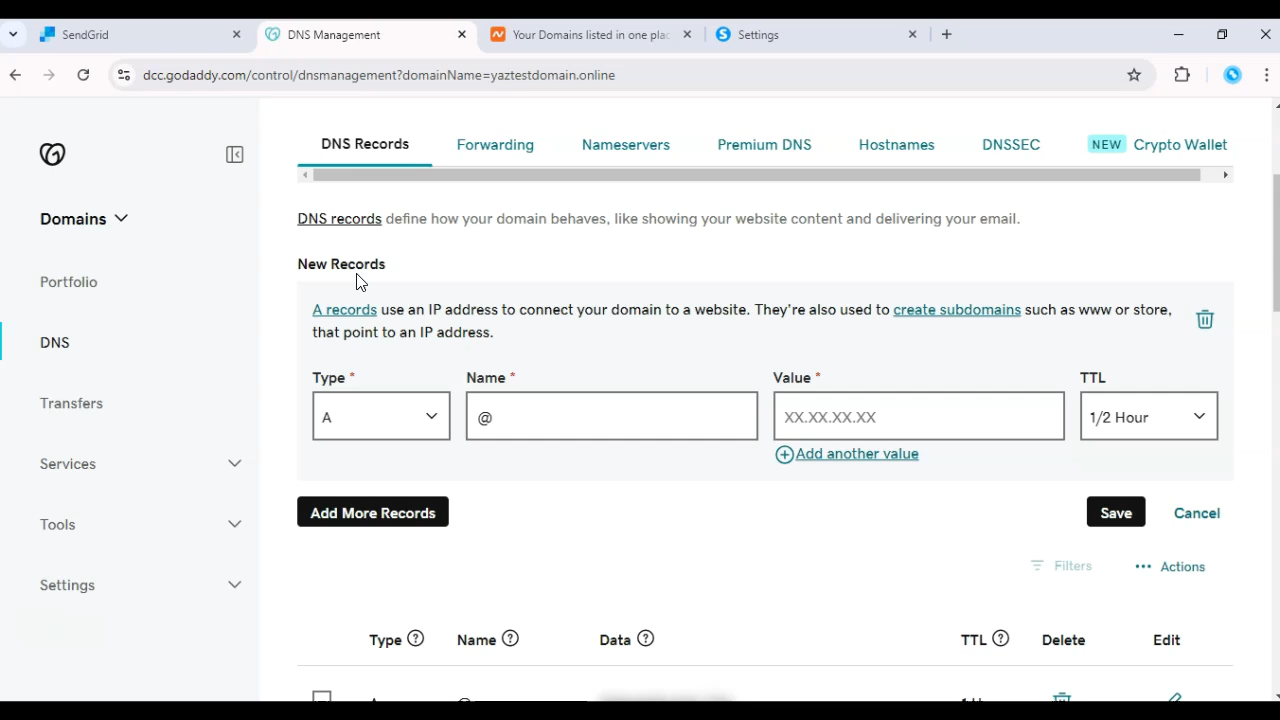 SendGrid
DNS Management
Your Domains listed in one plac
Settings
dcc.godaddy.com/control/dnsmanagement?domainName=yaztestdomain.online
DNS Records
Forwarding
Nameservers
Premium DNS
Hostnames
DNSSEC
NEW Crypto Wallet
Domains
Portfolio
DNS
Transfers
Services
Tools
Settings
DNS records define how your domain behaves, like showing your website content and delivering your email.
New Records
A records use an IP address to connect your domain to a website. They're also used to create subdomains such as www or store,
that point to an IP address.
Type * Name * Value * TTL
A @ XX.XX.XX.XX 1/2 Hour
Add another value
Add More Records Save Cancel
Filters ••• Actions
Type Name Data TTL Delete Edit